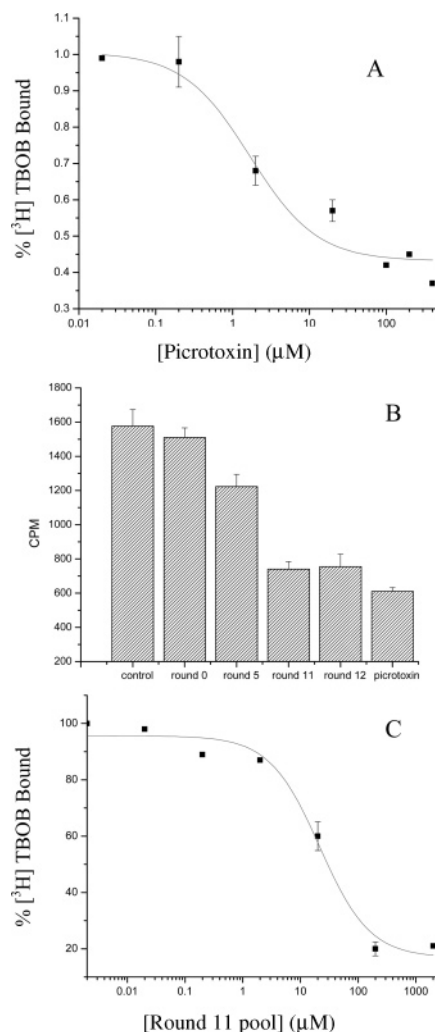 A
1.1
1.0
0.9
0.8
0.7
0.6
0.5
0.4
0.3
% [³H] TBOB Bound
0.01 0.1 1 10 100
[Picrotoxin] (μM)
B
1800
1600
1400
1200
1000
800
600
400
200
CPM
control round 0 round 5 round 11 round 12 picrotoxin
C
100
80
60
40
20
% [³H] TBOB Bound
0.01 0.1 1 10 100 1000
[Round 11 pool] (μM)